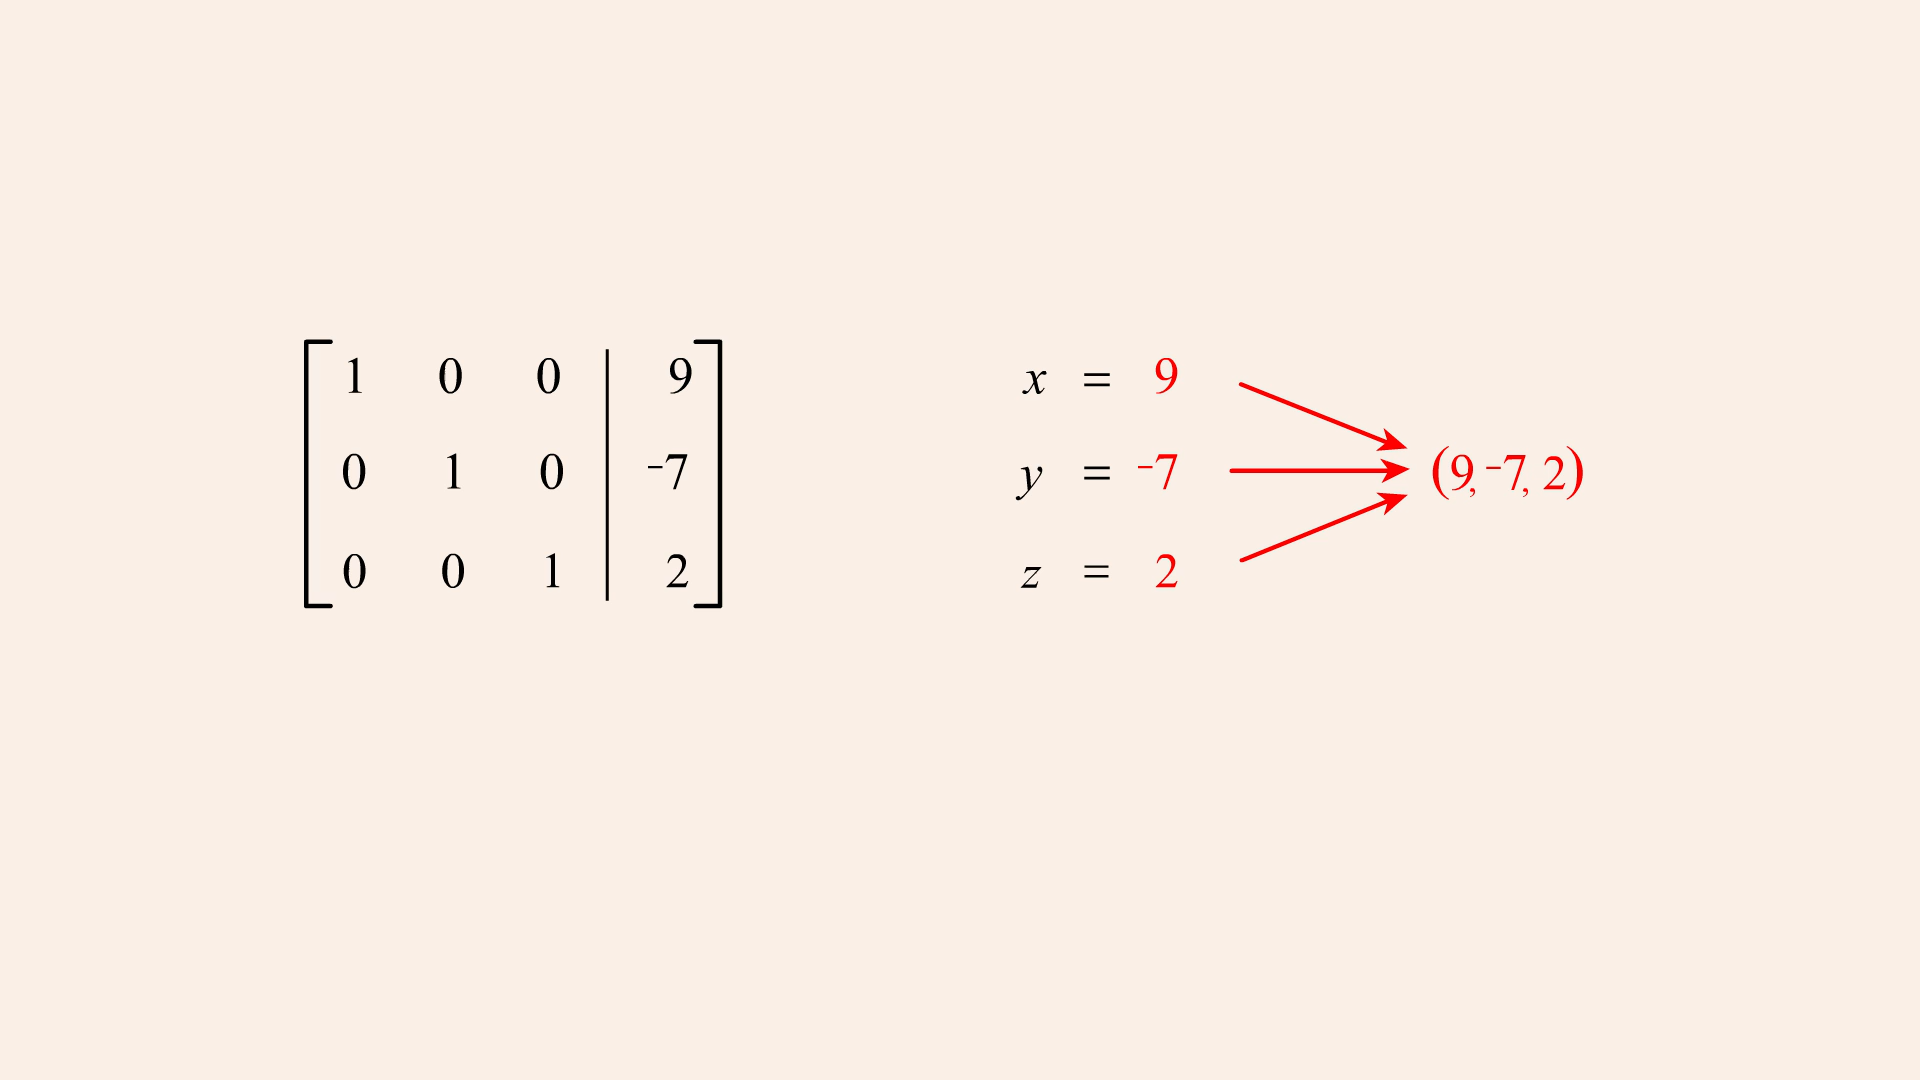 1 0 0 | 9 x = 9
0 1 0 | ⁻7 y = ⁻7 (9, ⁻7, 2)
0 0 1 | 2 z = 2